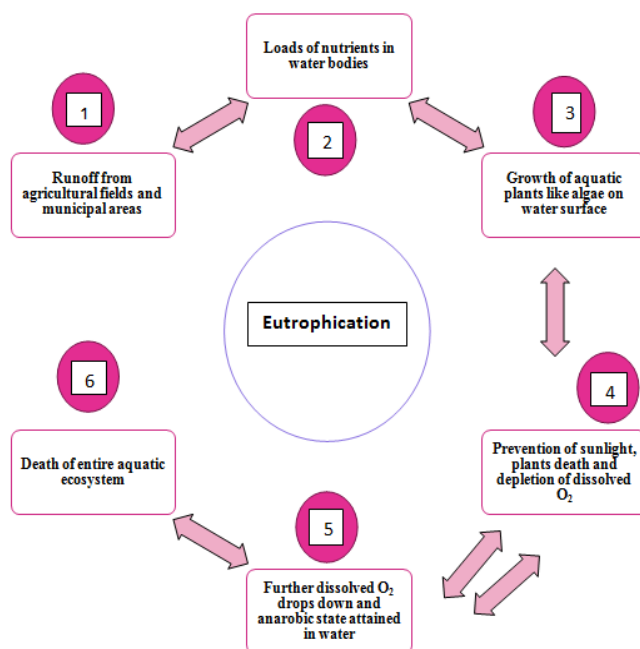 1
Runoff from
agricultural fields and
municipal areas
Loads of nutrients in
water bodies
2
3
Growth of aquatic
plants like algae on
water surface
4
Prevention of sunlight,
plants death and
depletion of dissolved
O₂
5
Further dissolved O₂
drops down and
anarobic state attained
in water
6
Death of entire aquatic
ecosystem
Eutrophication